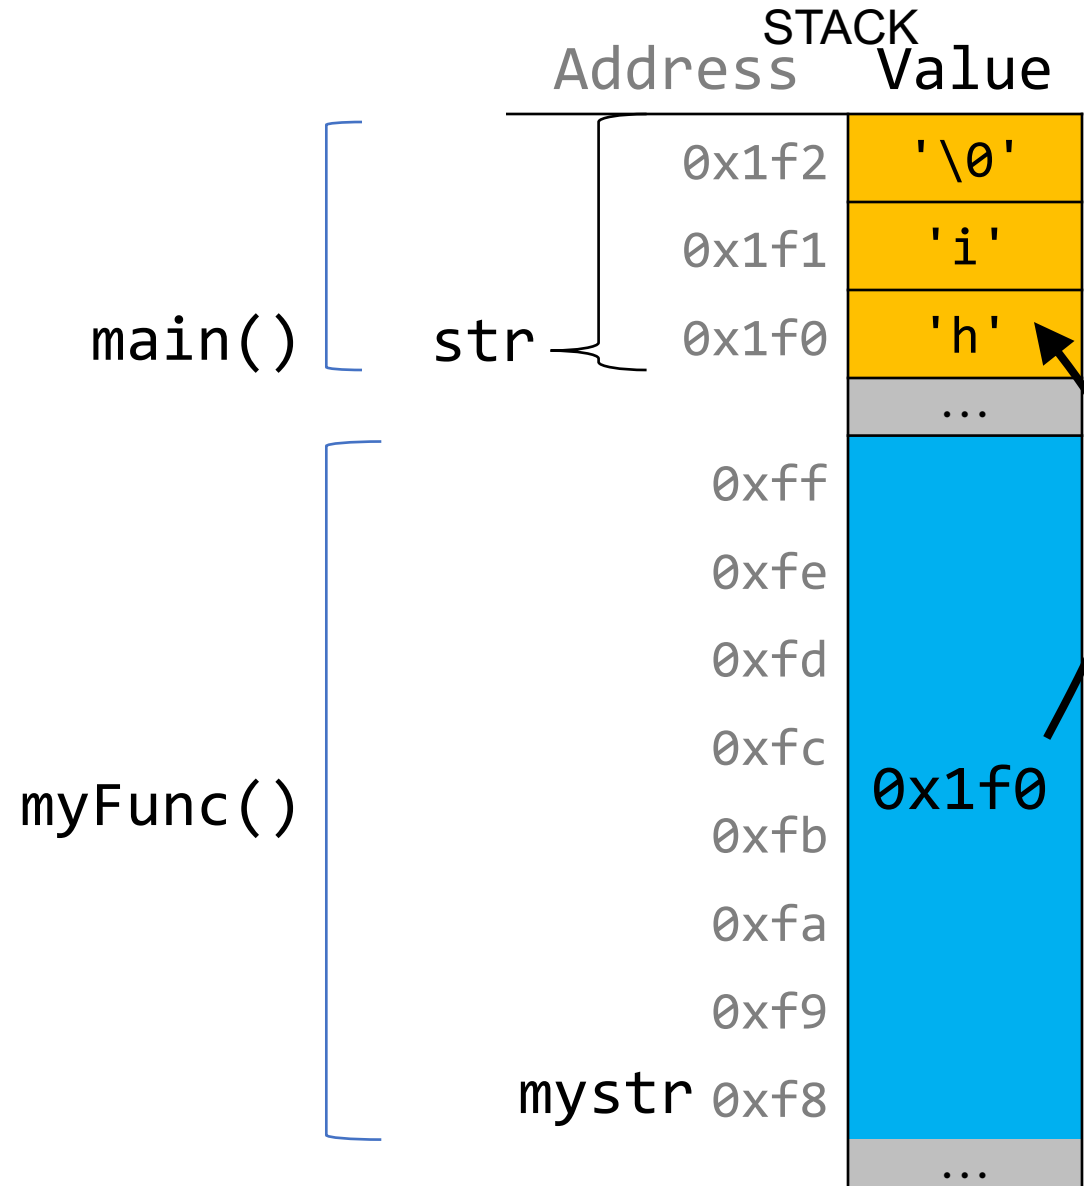 STACK
Address Value
0x1f2 '\0'
0x1f1 'i'
main() str 0x1f0 'h'
...
0xff
0xfe
0xfd
0xfc
0x1f0
myFunc() 0xfb
0xfa
0xf9
mystr 0xf8
...